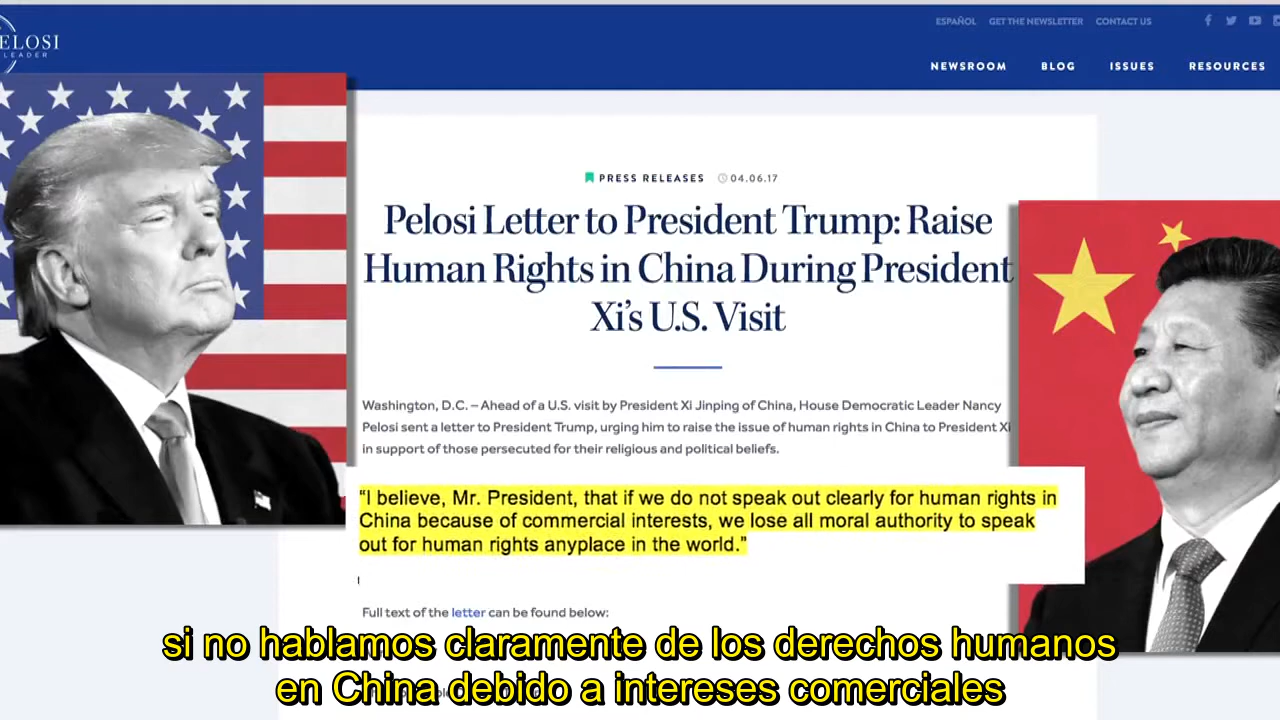 ESPAÑOL GET THE NEWSLETTER CONTACT US
ELOSI
LEADER
NEWSROOM BLOG ISSUES RESOURCES
PRESS RELEASES 04.06.17
Pelosi Letter to President Trump: Raise
Human Rights in China During President
Xi's U.S. Visit
Washington, D.C. – Ahead of a U.S. visit by President Xi Jinping of China, House Democratic Leader Nancy
Pelosi sent a letter to President Trump, urging him to raise the issue of human rights in China to President Xi
in support of those persecuted for their religious and political beliefs.
“I believe, Mr. President, that if we do not speak out clearly for human rights in
China because of commercial interests, we lose all moral authority to speak
out for human rights anyplace in the world.”
Full text of the letter can be found below:
si no hablamos claramente de los derechos humanos
en China debido a intereses comerciales